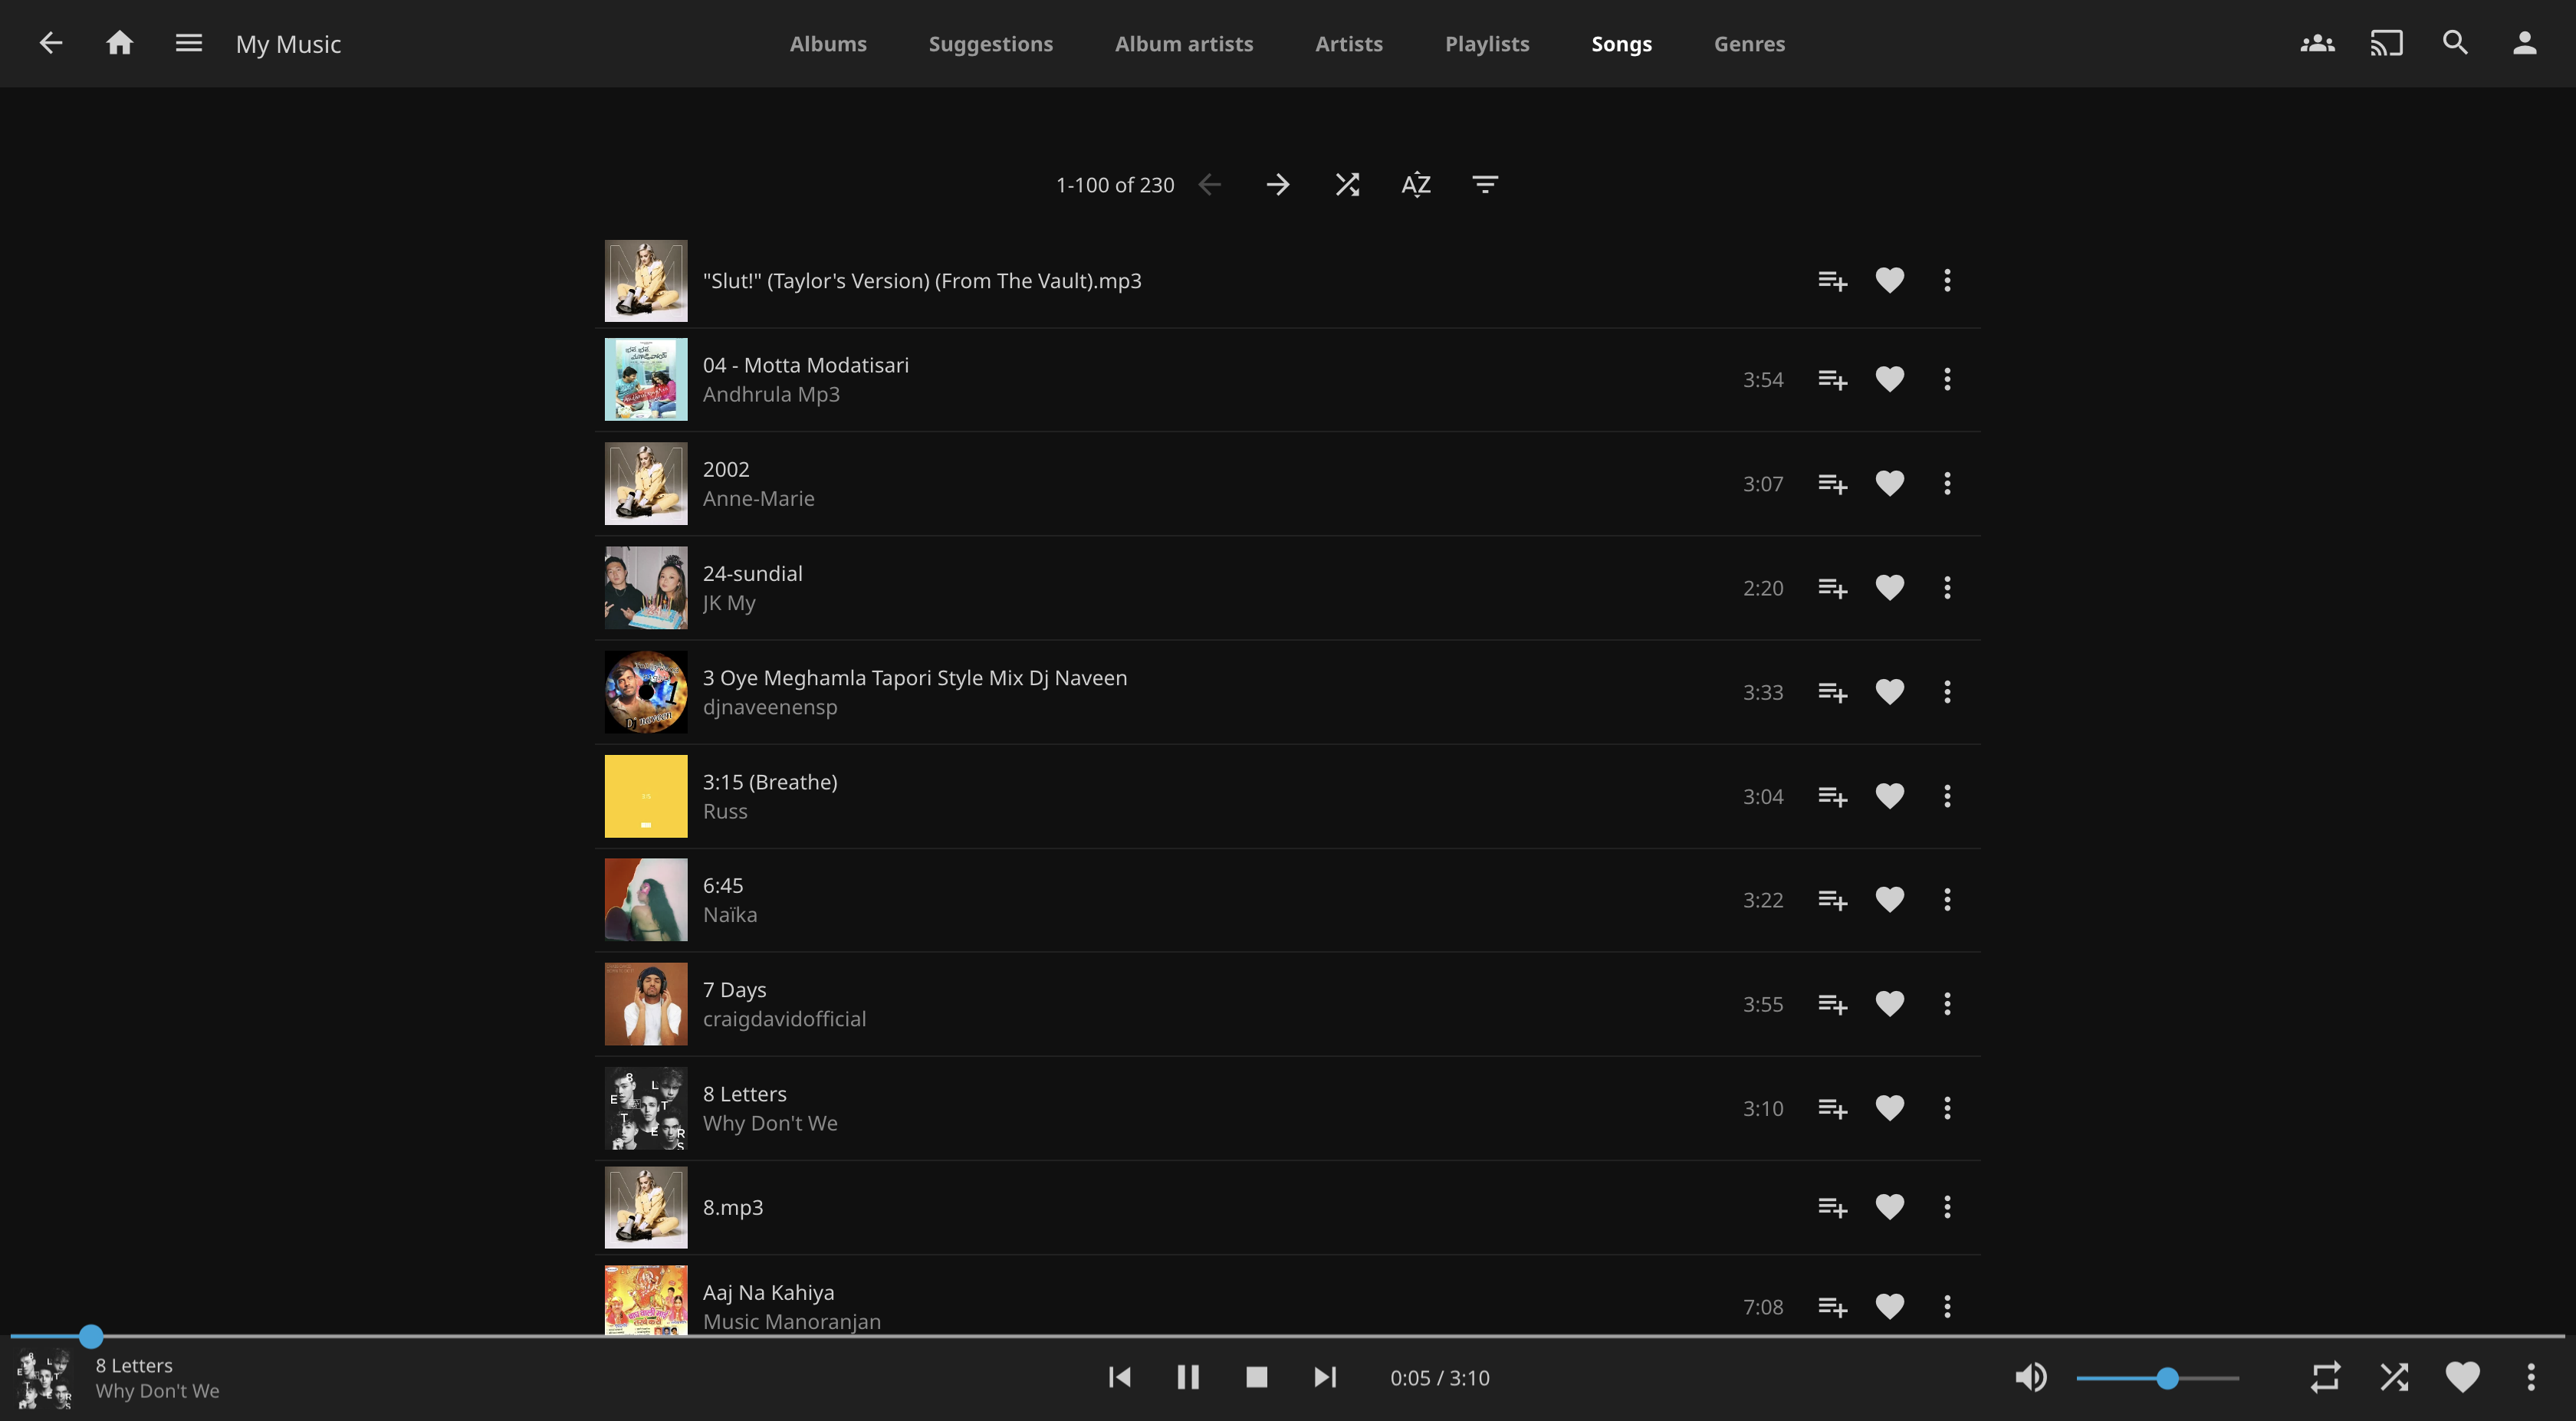 My Music
Albums Suggestions Album artists Artists Playlists Songs Genres
1-100 of 230
AZ
"Slut!" (Taylor's Version) (From The Vault).mp3
04 - Motta Modatisari
3:54
Andhrula Mp3
2002
3:07
Anne-Marie
24-sundial
2:20
JK My
3 Oye Meghamla Tapori Style Mix Dj Naveen
3:33
djnaveenensp
3:15 (Breathe)
3:04
Russ
6:45
3:22
Naïka
7 Days
3:55
craigdavidofficial
8 Letters
3:10
Why Don't We
8.mp3
Aaj Na Kahiya
7:08
Music Manoranjan
8 Letters
0:05 / 3:10
Why Don't We